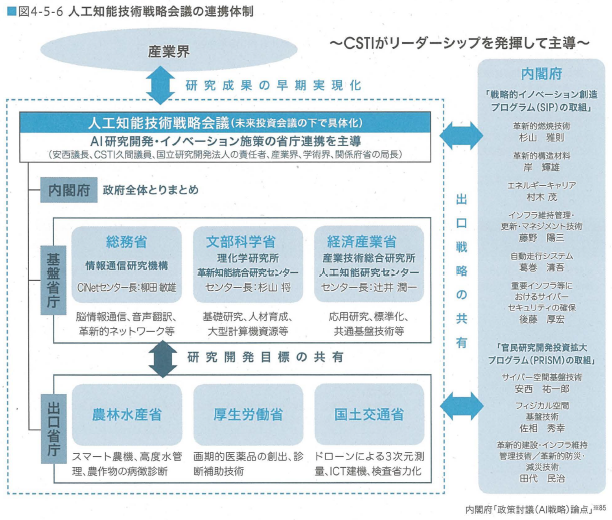 ■図4-5-6 人工知能技術戦略会議の連携体制
産業界
～CSTIがリーダーシップを発揮して主導～
研究成果の早期実現化
人工知能技術戦略会議(未来投資会議の下で具体化)
AI研究開発・イノベーション施策の省庁連携を主導
(安西議長、CSTI久間議員、国立研究開発法人の責任者、産業界、学術界、関係府省の局長)
内閣府 政府全体とりまとめ
基盤省庁
総務省
情報通信研究機構
CiNetセンター長:柳田 敏雄
脳情報通信、音声翻訳、
革新的ネットワーク等
文部科学省
理化学研究所
革新知能統合研究センター
センター長:杉山 将
基礎研究、人材育成、
大型計算機資源等
経済産業省
産業技術総合研究所
人工知能研究センター
センター長:辻井 潤一
応用研究、標準化、
共通基盤技術等
研究開発目標の共有
出口省庁
農林水産省
スマート農機、高度水管
理、農作物の病徴診断
厚生労働省
画期的医薬品の創出、診
断補助技術
国土交通省
ドローンによる3次元測
量、ICT建機、検査省力化
出口戦略の共有
内閣府
「戦略的イノベーション創造
プログラム(SIP)の取組」
革新的燃焼技術
杉山 雅則
革新的構造材料
岸 輝雄
エネルギーキャリア
村木 茂
インフラ維持管理・
更新・マネジメント技術
藤野 陽三
自動走行システム
葛巻 清吾
重要インフラ等に
おけるサイバー
セキュリティの確保
後藤 厚宏
「官民研究開発投資拡大
プログラム(PRISM)の取組」
サイバー空間基盤技術
安西 祐一郎
フィジカル空間
基盤技術
佐相 秀幸
革新的建設・インフラ維持
管理技術／革新的防災・
減災技術
田代 民治
内閣府「政策討議(AI戦略)論点」※85